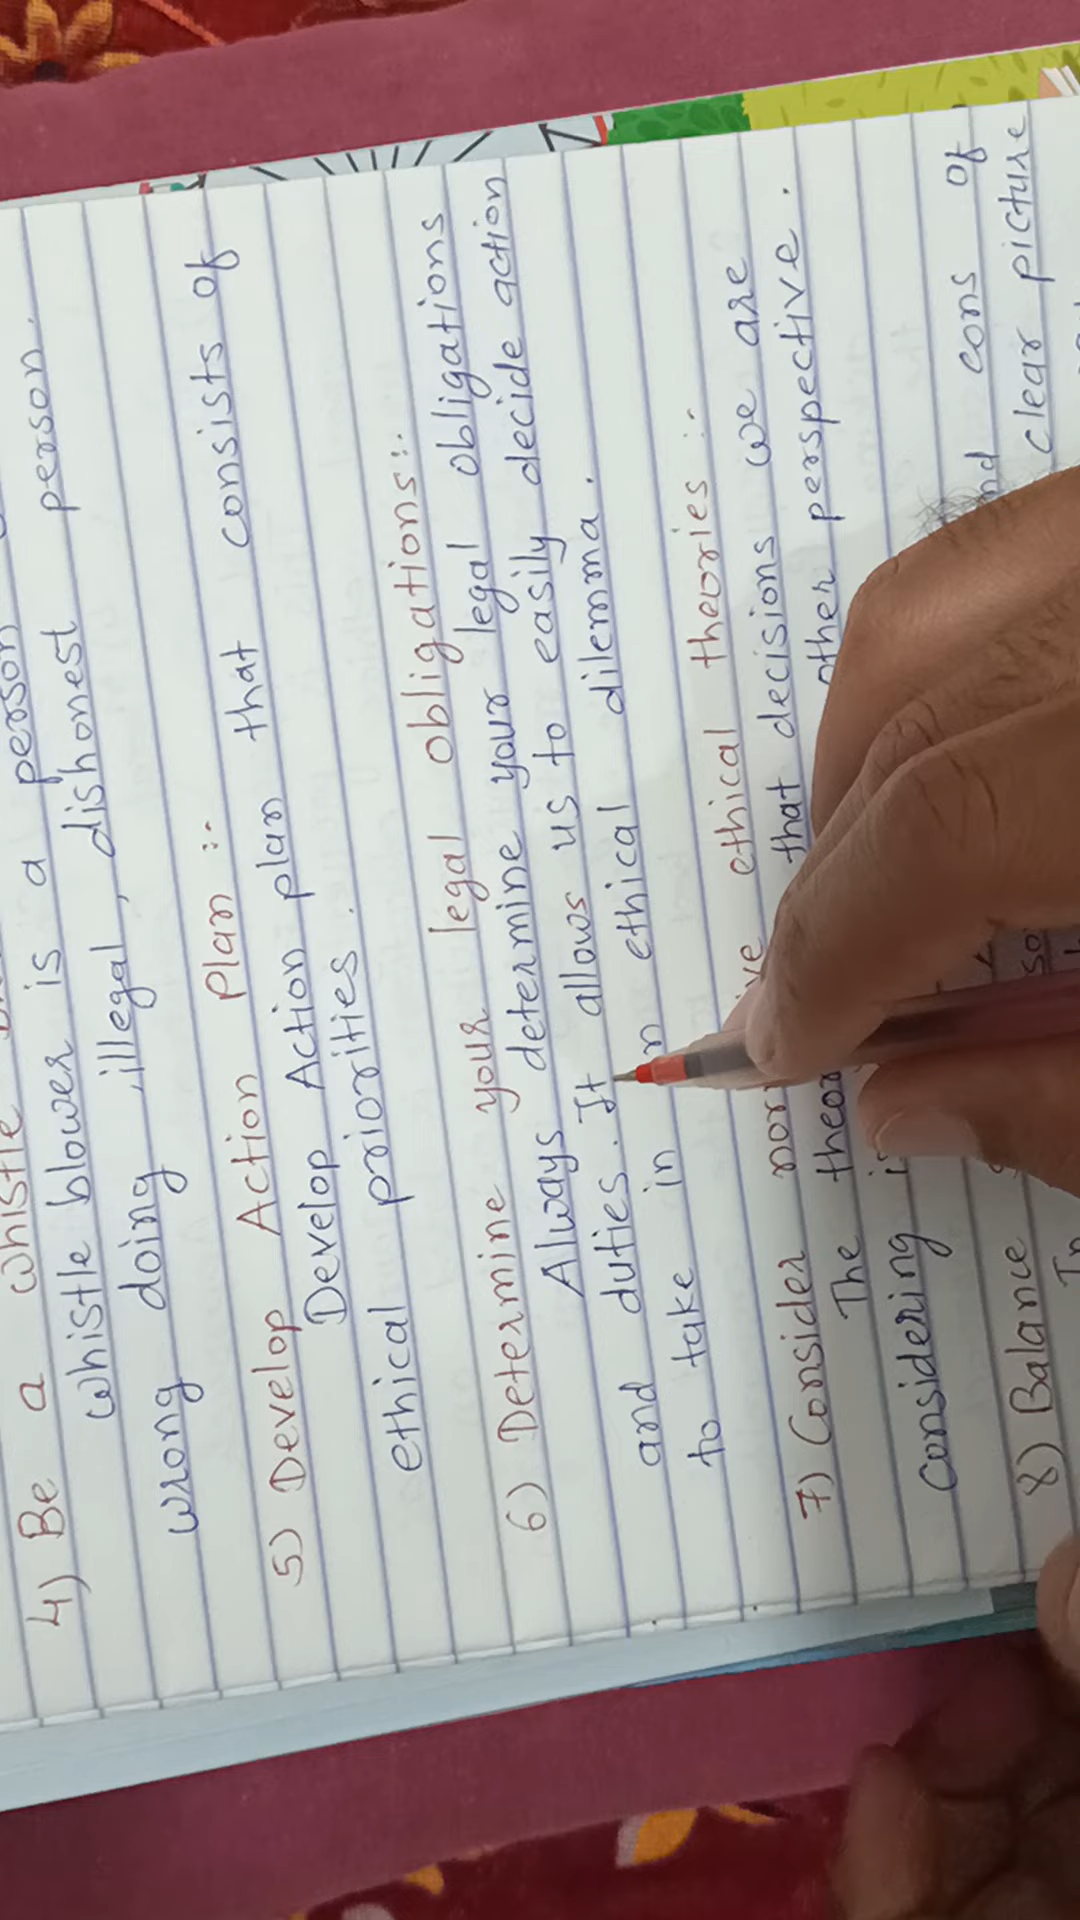 4) Be a whistle
whistle blower is a person
wrong doing, illegal, dishonest person.
5) Develop Action Plan :-
Develop Action plan that consists of
ethical priorities.
6) Determine your legal obligations:-
Always determine your legal obligations
and duties. It allows us to easily decide action
to take in an ethical dilemma.
7) Consider ethical theories :-
The that decisions we are
considering other perspective.
8) Balance and cons of
clear picture